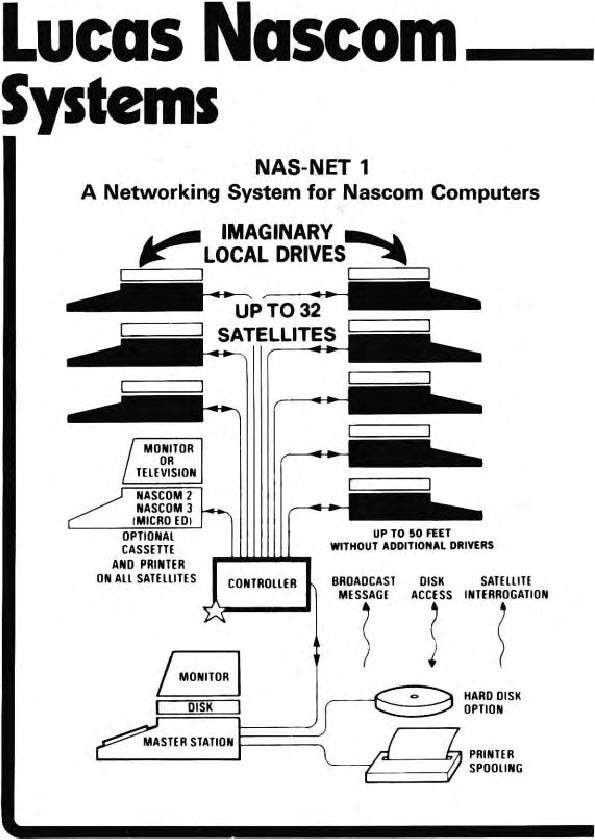 Lucas Nascom
Systems
NAS-NET 1
A Networking System for Nascom Computers
IMAGINARY
LOCAL DRIVES
UP TO 32
SATELLITES
MONITOR
OR
TELEVISION
NASCOM 2
NASCOM 3
(MICRO ED)
OPTIONAL
CASSETTE
AND PRINTER
ON ALL SATELLITES
UP TO 50 FEET
WITHOUT ADDITIONAL DRIVERS
CONTROLLER
BROADCAST
MESSAGE
DISK
ACCESS
SATELLITE
INTERROGATION
MONITOR
DISK
MASTER STATION
HARD DISK
OPTION
PRINTER
SPOOLING